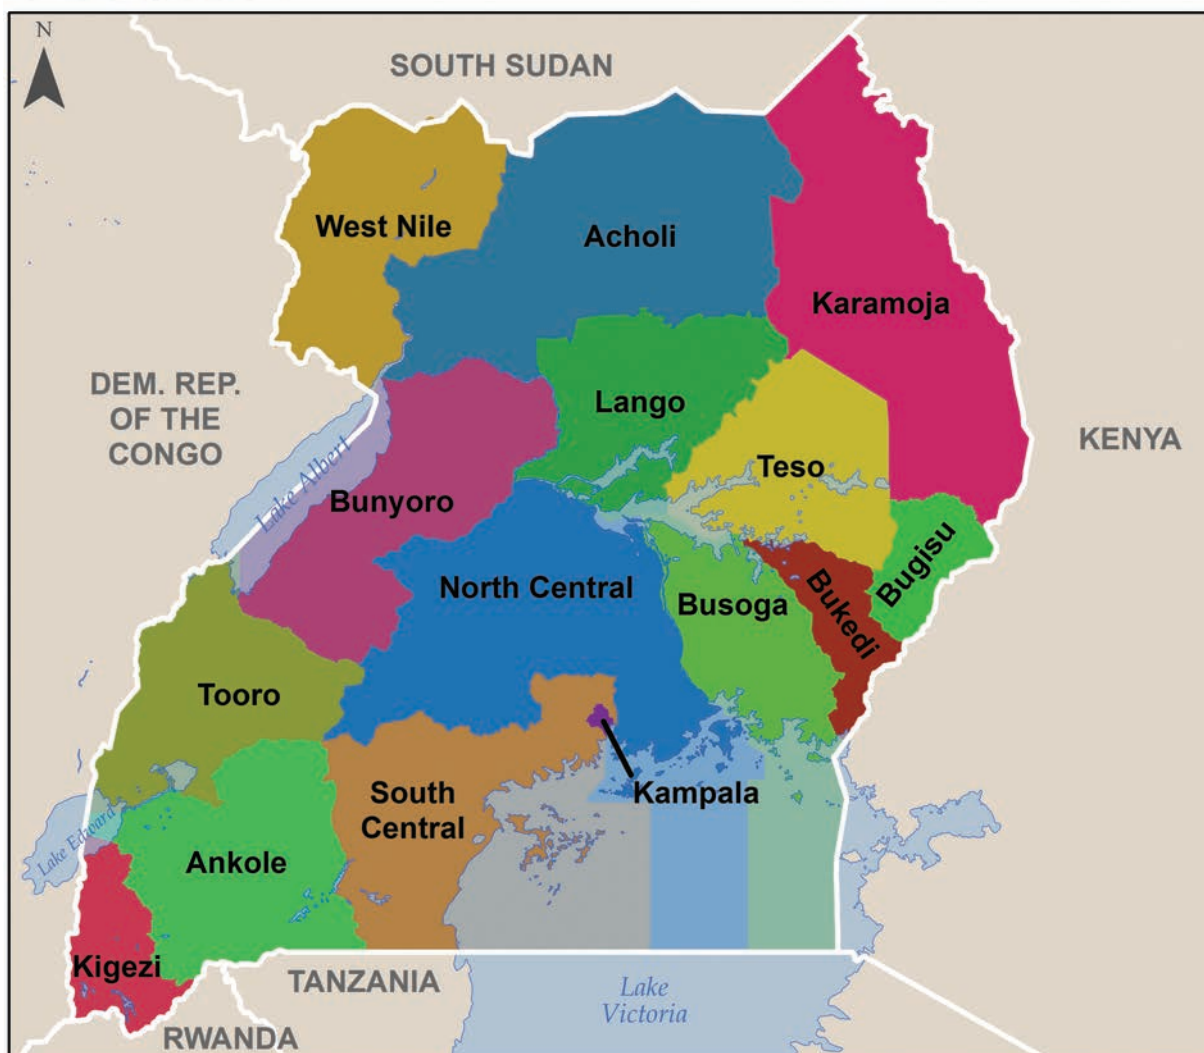 N
SOUTH SUDAN
West Nile
Acholi
Karamoja
DEM. REP.
OF THE
CONGO
Lango
KENYA
Lake Albert
Teso
Bunyoro
North Central
Busoga
Bukedi
Bugisu
Tooro
South
Central
Kampala
Lake Edward
Ankole
Kigezi
TANZANIA
Lake
Victoria
RWANDA